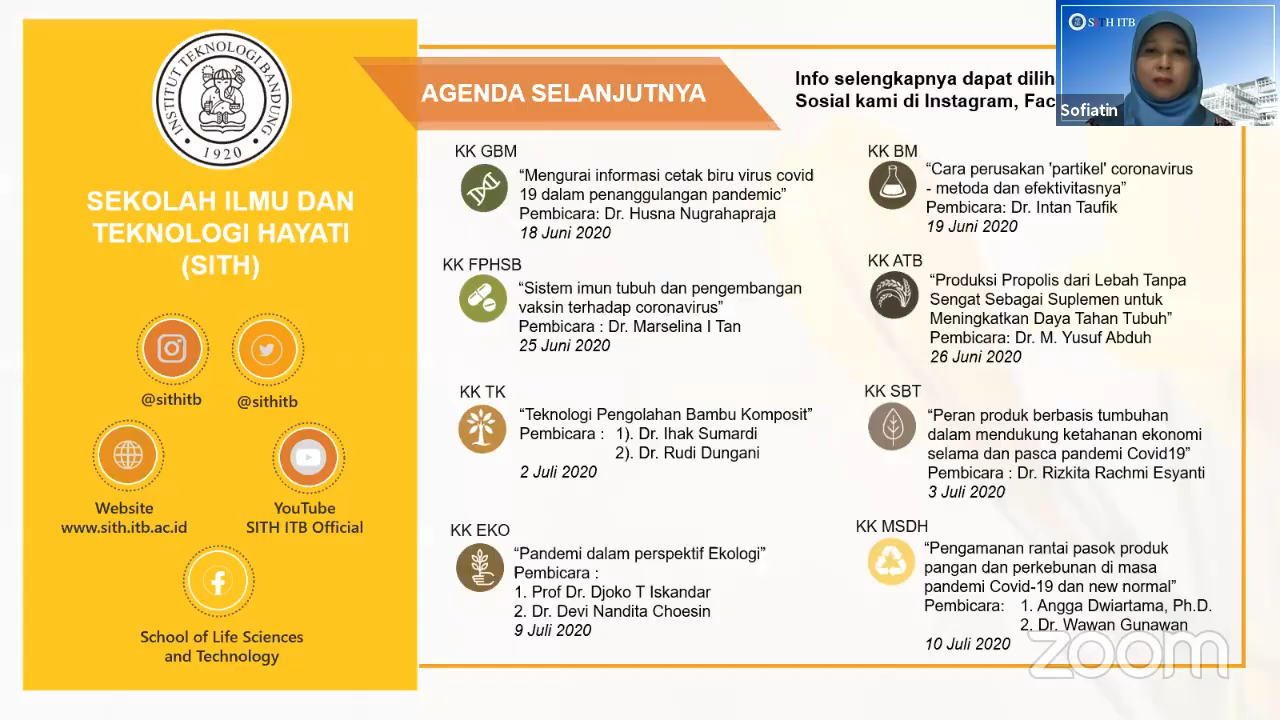 INSTITUT TEKNOLOGI BANDUNG
1920
SEKOLAH ILMU DAN
TEKNOLOGI HAYATI
(SITH)
@sithitb
@sithitb
Website
www.sith.itb.ac.id
YouTube
SITH ITB Official
School of Life Sciences
and Technology
AGENDA SELANJUTNYA
Info selengkapnya dapat dilih
Sosial kami di Instagram, Fac
SITH ITB
Sofiatin
KK GBM
“Mengurai informasi cetak biru virus covid
19 dalam penanggulangan pandemic”
Pembicara: Dr. Husna Nugrahapraja
18 Juni 2020
KK BM
“Cara perusakan 'partikel' coronavirus
- metoda dan efektivitasnya”
Pembicara: Dr. Intan Taufik
19 Juni 2020
KK FPHSB
“Sistem imun tubuh dan pengembangan
vaksin terhadap coronavirus”
Pembicara : Dr. Marselina I Tan
25 Juni 2020
KK ATB
“Produksi Propolis dari Lebah Tanpa
Sengat Sebagai Suplemen untuk
Meningkatkan Daya Tahan Tubuh”
Pembicara: Dr. M. Yusuf Abduh
26 Juni 2020
KK TK
“Teknologi Pengolahan Bambu Komposit”
Pembicara : 1). Dr. Ihak Sumardi
2). Dr. Rudi Dungani
2 Juli 2020
KK SBT
“Peran produk berbasis tumbuhan
dalam mendukung ketahanan ekonomi
selama dan pasca pandemi Covid19”
Pembicara : Dr. Rizkita Rachmi Esyanti
3 Juli 2020
KK EKO
“Pandemi dalam perspektif Ekologi”
Pembicara :
1. Prof Dr. Djoko T Iskandar
2. Dr. Devi Nandita Choesin
9 Juli 2020
KK MSDH
“Pengamanan rantai pasok produk
pangan dan perkebunan di masa
pandemi Covid-19 dan new normal”
Pembicara: 1. Angga Dwiartama, Ph.D.
2. Dr. Wawan Gunawan
10 Juli 2020
zoom